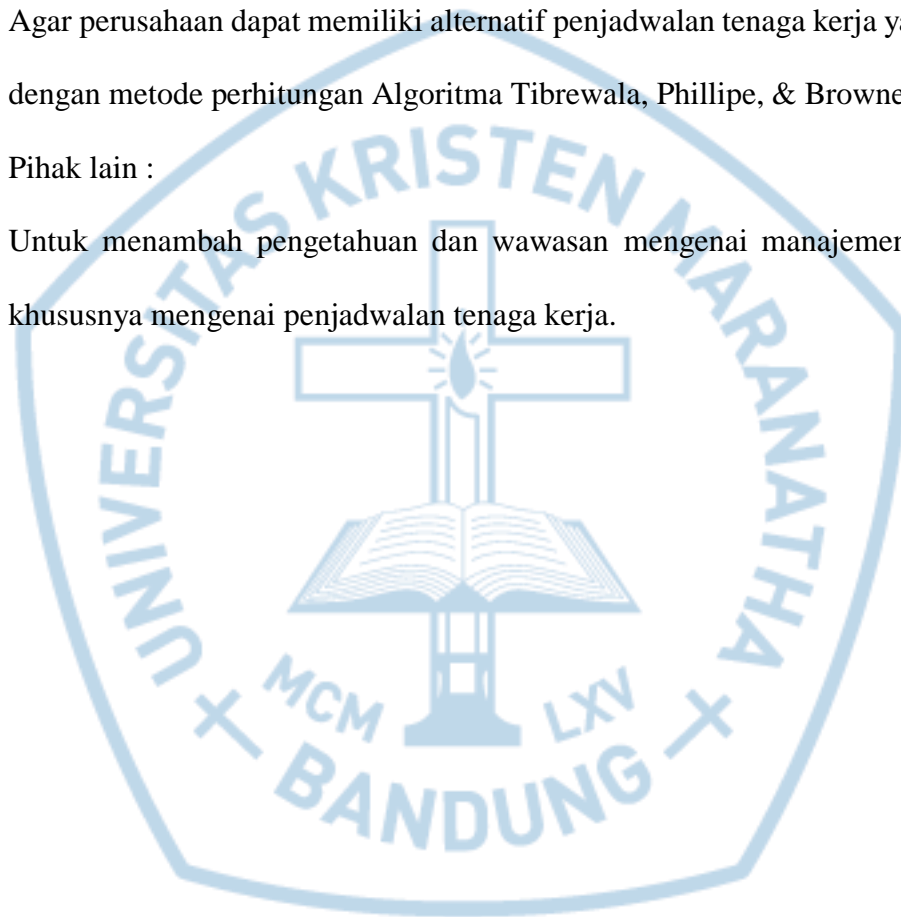 Agar perusahaan dapat memiliki alternatif penjadwalan tenaga kerja
dengan metode perhitungan Algoritma Tibrewala, Phillipe, & Browne
Pihak lain :
Untuk menambah pengetahuan dan wawasan mengenai manajemen
khususnya mengenai penjadwalan tenaga kerja.
UNIVERSITAS KRISTEN MARANATHA
MCM LXV
BANDUNG